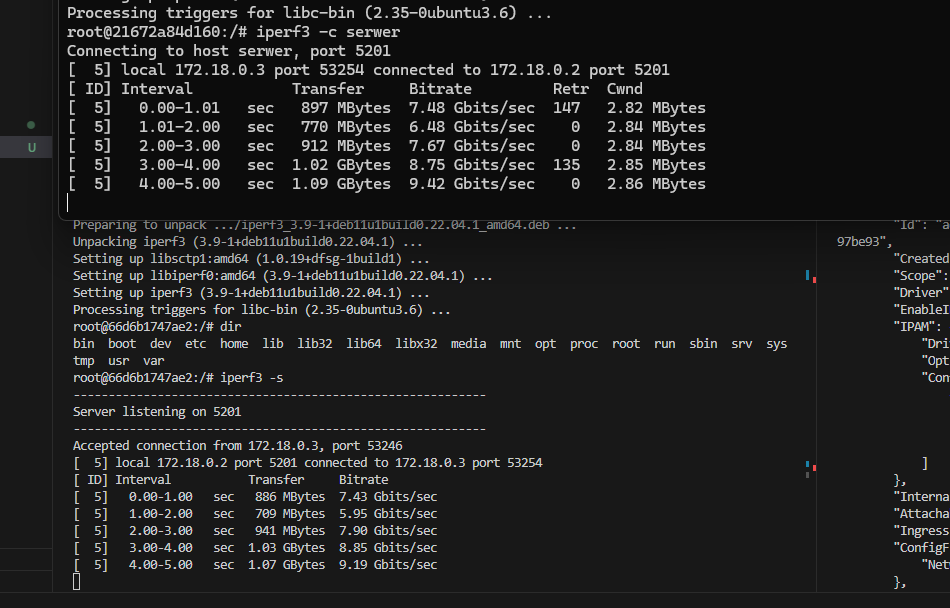 Processing triggers for libc-bin (2.35-0ubuntu3.6) ...
root@21672a84d160:/# iperf3 -c serwer
Connecting to host serwer, port 5201
[  5] local 172.18.0.3 port 53254 connected to 172.18.0.2 port 5201
[ ID] Interval           Transfer     Bitrate         Retr  Cwnd
[  5]   0.00-1.01   sec   897 MBytes  7.48 Gbits/sec  147   2.82 MBytes
[  5]   1.01-2.00   sec   770 MBytes  6.48 Gbits/sec    0   2.84 MBytes
[  5]   2.00-3.00   sec   912 MBytes  7.67 Gbits/sec    0   2.84 MBytes
[  5]   3.00-4.00   sec  1.02 GBytes  8.75 Gbits/sec  135   2.85 MBytes
[  5]   4.00-5.00   sec  1.09 GBytes  9.42 Gbits/sec    0   2.86 MBytes
U
Preparing to unpack .../iperf3_3.9-1+deb11u1build0.22.04.1_amd64.deb ...
Unpacking iperf3 (3.9-1+deb11u1build0.22.04.1) ...
Setting up libsctp1:amd64 (1.0.19+dfsg-1build1) ...
Setting up libiperf0:amd64 (3.9-1+deb11u1build0.22.04.1) ...
Setting up iperf3 (3.9-1+deb11u1build0.22.04.1) ...
Processing triggers for libc-bin (2.35-0ubuntu3.6) ...
root@66d6b1747ae2:/# dir
bin  boot  dev  etc  home  lib  lib32  lib64  libx32  media  mnt  opt  proc  root  run  sbin  srv  sys
tmp  usr  var
root@66d6b1747ae2:/# iperf3 -s
-----------------------------------------------------------
Server listening on 5201
-----------------------------------------------------------
Accepted connection from 172.18.0.3, port 53246
[  5] local 172.18.0.2 port 5201 connected to 172.18.0.3 port 53254
[ ID] Interval           Transfer     Bitrate
[  5]   0.00-1.00   sec   886 MBytes  7.43 Gbits/sec
[  5]   1.00-2.00   sec   709 MBytes  5.95 Gbits/sec
[  5]   2.00-3.00   sec   941 MBytes  7.90 Gbits/sec
[  5]   3.00-4.00   sec  1.03 GBytes  8.85 Gbits/sec
[  5]   4.00-5.00   sec  1.07 GBytes  9.19 Gbits/sec
"Id": "a
97be93",
"Created
"Scope":
"Driver"
"EnableI
"IPAM":
"Dri
"Opt
"Con
]
},
"Interna
"Attacha
"Ingress
"ConfigF
"Net
},